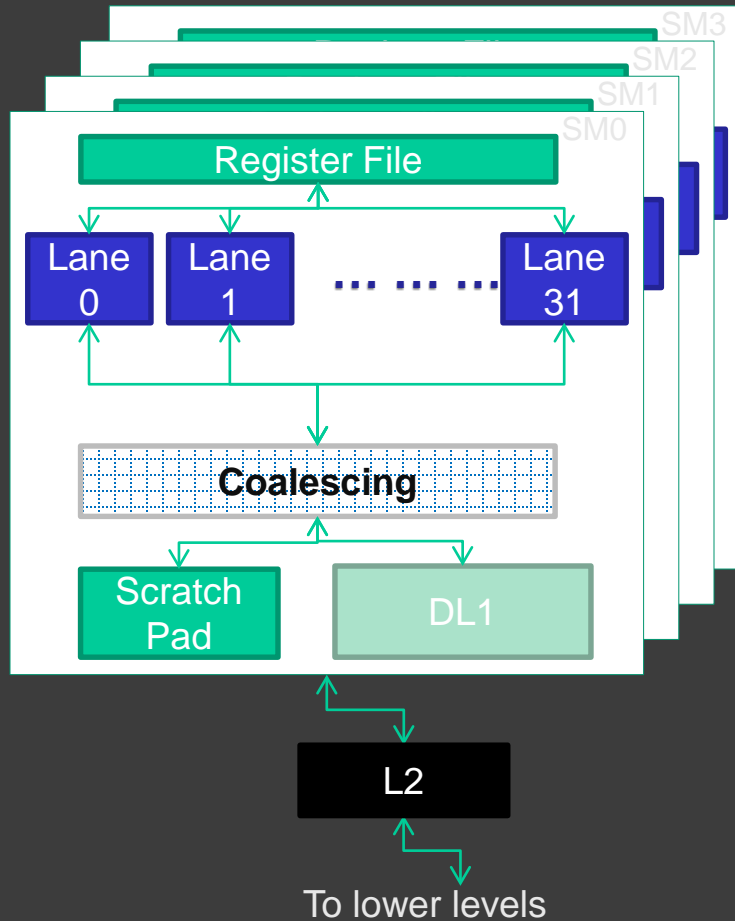 SM3
SM2
SM1
SM0
Register File
Lane
0
Lane
1
... ... ...
Lane
31
Coalescing
Scratch
Pad
DL1
L2
To lower levels